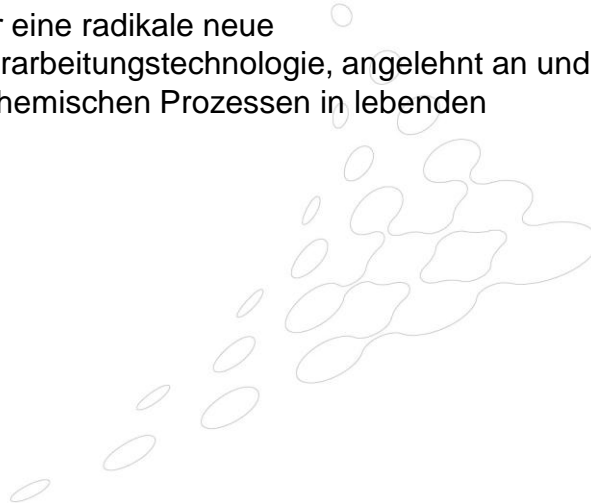 r eine radikale neue
rarbeitungstechnologie, angelehnt an und
hemischen Prozessen in lebenden